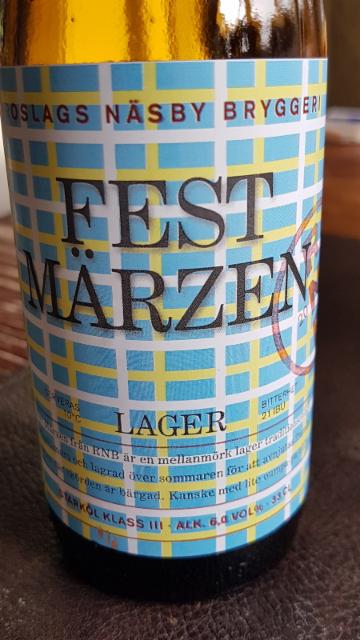 ROSLAGS NÄSBY BRYGGERI
FEST
MÄRZEN
20
10°C
BITTERHET
21 IBU
LAGER
från RNB är en mellanmörk lager
och lagrad över sommaren för att
är bärgad. Kanske med lite
STARKÖL KLASS III · ALK. 6,0 VOL% · 33 CL